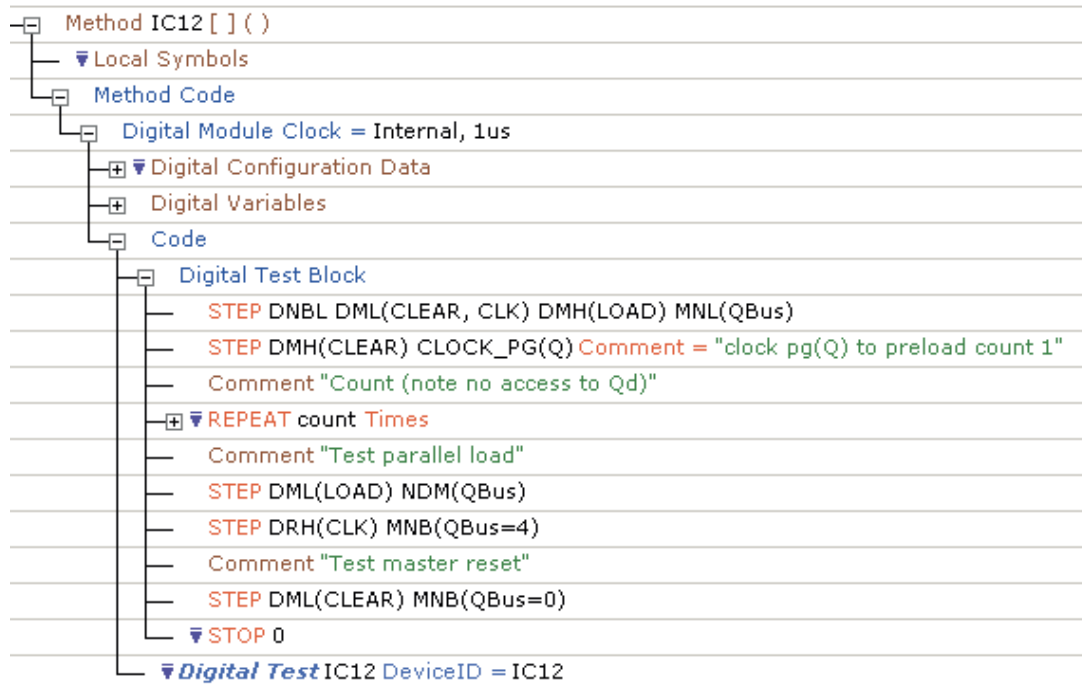 Method IC12 [ ] ( )
Local Symbols
Method Code
Digital Module Clock = Internal, 1us
Digital Configuration Data
Digital Variables
Code
Digital Test Block
STEP DNBL DML(CLEAR, CLK) DMH(LOAD) MNL(QBus)
STEP DMH(CLEAR) CLOCK_PG(Q) Comment = "clock pg(Q) to preload count 1"
Comment "Count (note no access to Qd)"
REPEAT count Times
Comment "Test parallel load"
STEP DML(LOAD) NDM(QBus)
STEP DRH(CLK) MNB(QBus=4)
Comment "Test master reset"
STEP DML(CLEAR) MNB(QBus=0)
STOP 0
Digital Test IC12 DeviceID = IC12